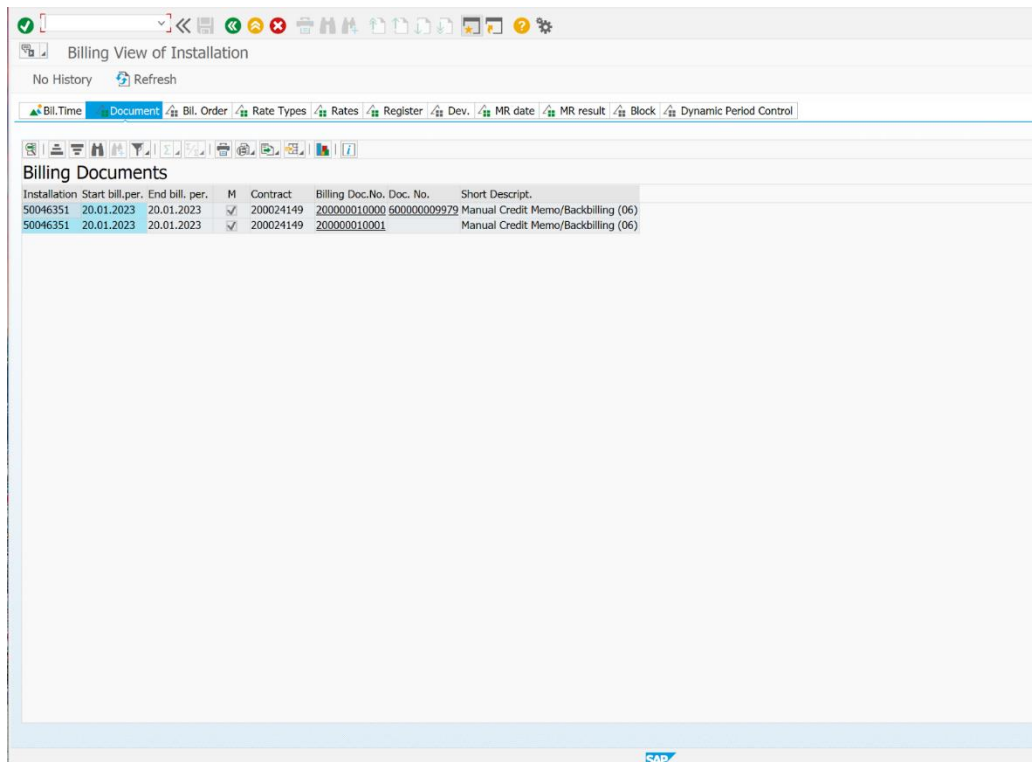 Billing View of Installation
No History Refresh
Bil.Time Document Bil. Order Rate Types Rates Register Dev. MR date MR result Block Dynamic Period Control
Billing Documents
Installation Start bill.per. End bill. per. M Contract Billing Doc.No. Doc. No. Short Descript.
50046351 20.01.2023 20.01.2023 200024149 200000010000 600000009979 Manual Credit Memo/Backbilling (06)
50046351 20.01.2023 20.01.2023 200024149 200000010001 Manual Credit Memo/Backbilling (06)
SAP